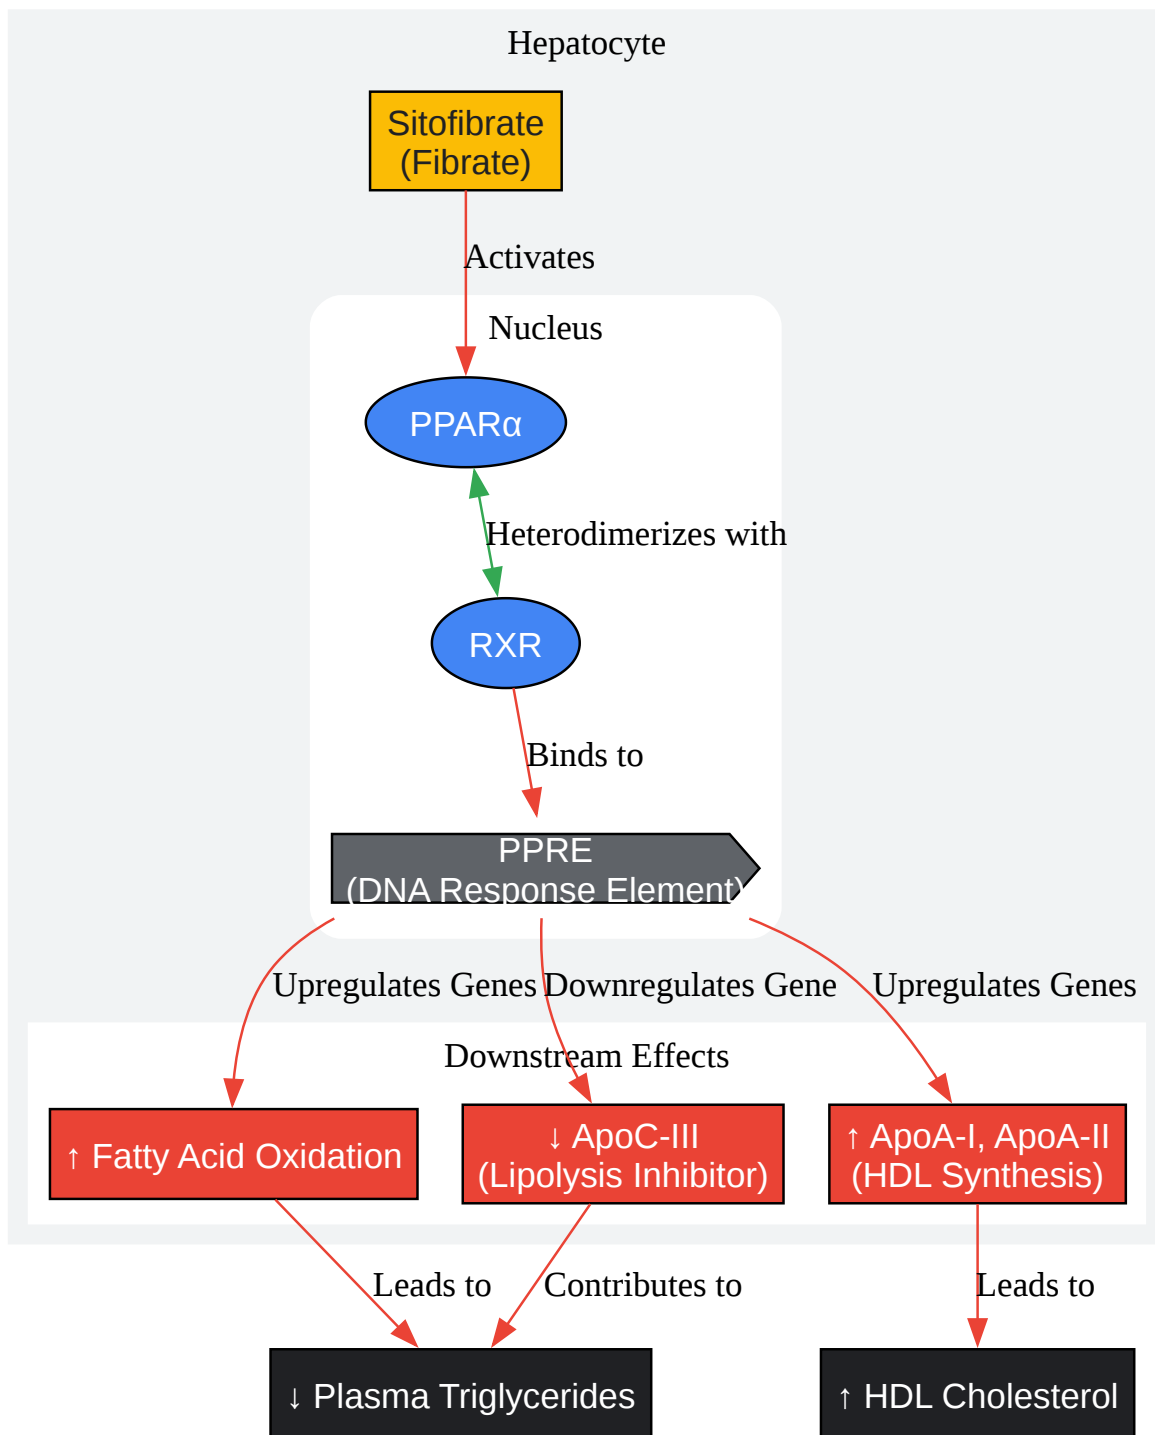 Hepatocyte
Sitofibrate
(Fibrate)
Activates
Nucleus
PPARα
Heterodimerizes with
RXR
Binds to
PPRE
(DNA Response Element)
Upregulates Genes
Downregulates Gene
Upregulates Genes
Downstream Effects
↑ Fatty Acid Oxidation
↓ ApoC-III
(Lipolysis Inhibitor)
↑ ApoA-I, ApoA-II
(HDL Synthesis)
Leads to
Contributes to
Leads to
↓ Plasma Triglycerides
↑ HDL Cholesterol